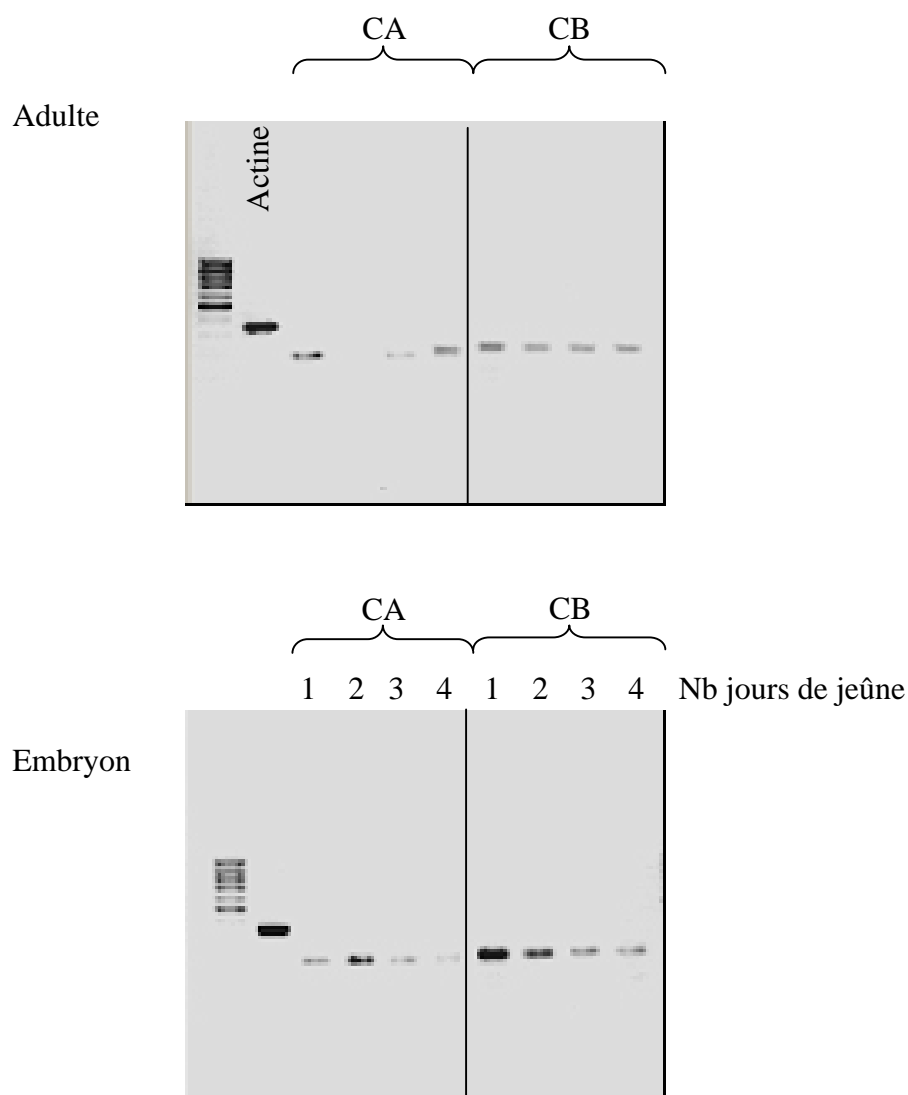 CA CB
Adulte
Actine
CA CB
1 2 3 4 1 2 3 4 Nb jours de jeûne
Embryon